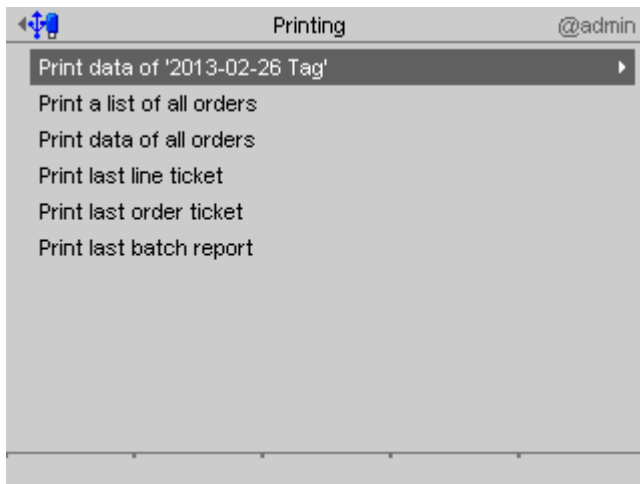 Printing
@admin
Print data of '2013-02-26 Tag'
Print a list of all orders
Print data of all orders
Print last line ticket
Print last order ticket
Print last batch report